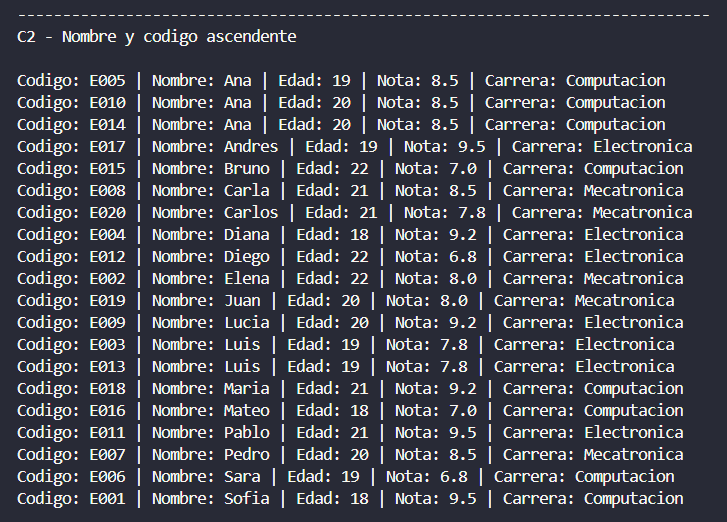 --------------------------------------------------------------------------------
C2 - Nombre y codigo ascendente
Codigo: E005 | Nombre: Ana | Edad: 19 | Nota: 8.5 | Carrera: Computacion
Codigo: E010 | Nombre: Ana | Edad: 20 | Nota: 8.5 | Carrera: Computacion
Codigo: E014 | Nombre: Ana | Edad: 20 | Nota: 8.5 | Carrera: Computacion
Codigo: E017 | Nombre: Andres | Edad: 19 | Nota: 9.5 | Carrera: Electronica
Codigo: E015 | Nombre: Bruno | Edad: 22 | Nota: 7.0 | Carrera: Computacion
Codigo: E008 | Nombre: Carla | Edad: 21 | Nota: 8.5 | Carrera: Mecatronica
Codigo: E020 | Nombre: Carlos | Edad: 21 | Nota: 7.8 | Carrera: Mecatronica
Codigo: E004 | Nombre: Diana | Edad: 18 | Nota: 9.2 | Carrera: Electronica
Codigo: E012 | Nombre: Diego | Edad: 22 | Nota: 6.8 | Carrera: Electronica
Codigo: E002 | Nombre: Elena | Edad: 22 | Nota: 8.0 | Carrera: Mecatronica
Codigo: E019 | Nombre: Juan | Edad: 20 | Nota: 8.0 | Carrera: Mecatronica
Codigo: E009 | Nombre: Lucia | Edad: 20 | Nota: 9.2 | Carrera: Electronica
Codigo: E003 | Nombre: Luis | Edad: 19 | Nota: 7.8 | Carrera: Electronica
Codigo: E013 | Nombre: Luis | Edad: 19 | Nota: 7.8 | Carrera: Electronica
Codigo: E018 | Nombre: Maria | Edad: 21 | Nota: 9.2 | Carrera: Computacion
Codigo: E016 | Nombre: Mateo | Edad: 18 | Nota: 7.0 | Carrera: Computacion
Codigo: E011 | Nombre: Pablo | Edad: 21 | Nota: 9.5 | Carrera: Electronica
Codigo: E007 | Nombre: Pedro | Edad: 20 | Nota: 8.5 | Carrera: Mecatronica
Codigo: E006 | Nombre: Sara | Edad: 19 | Nota: 6.8 | Carrera: Computacion
Codigo: E001 | Nombre: Sofia | Edad: 18 | Nota: 9.5 | Carrera: Computacion